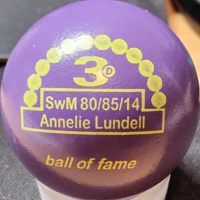 3D
SwM 80/85/14
Annelie Lundell
ball of fame